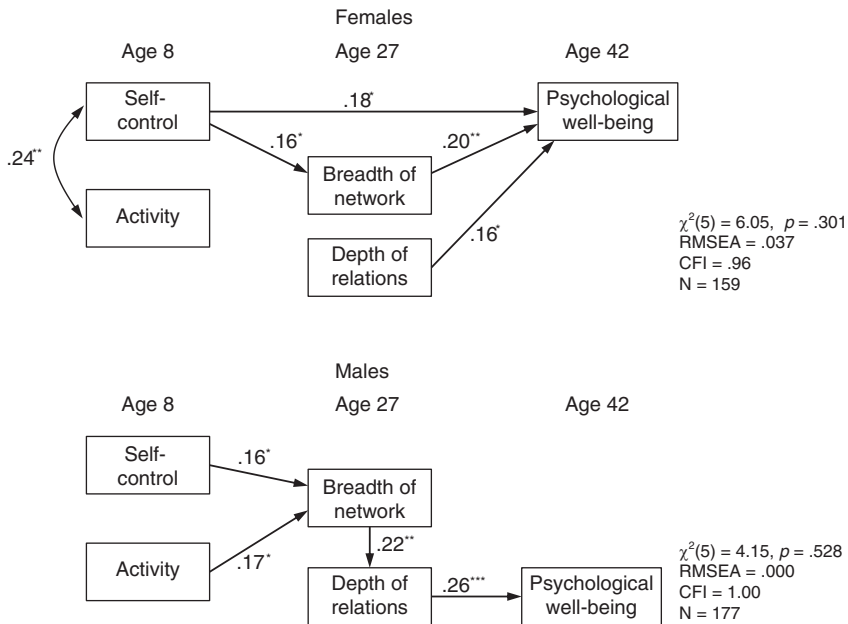 Females
Age 8
Age 27
Age 42
Self-
control
.18*
Psychological
well-being
.24**
.16*
.20**
Breadth of
network
Activity
.16*
Depth of
relations
χ²(5) = 6.05, p = .301
RMSEA = .037
CFI = .96
N = 159
Males
Age 8
Age 27
Age 42
Self-
control
.16*
Breadth of
network
.17*
.22**
Activity
Depth of
relations
.26***
Psychological
well-being
χ²(5) = 4.15, p = .528
RMSEA = .000
CFI = 1.00
N = 177